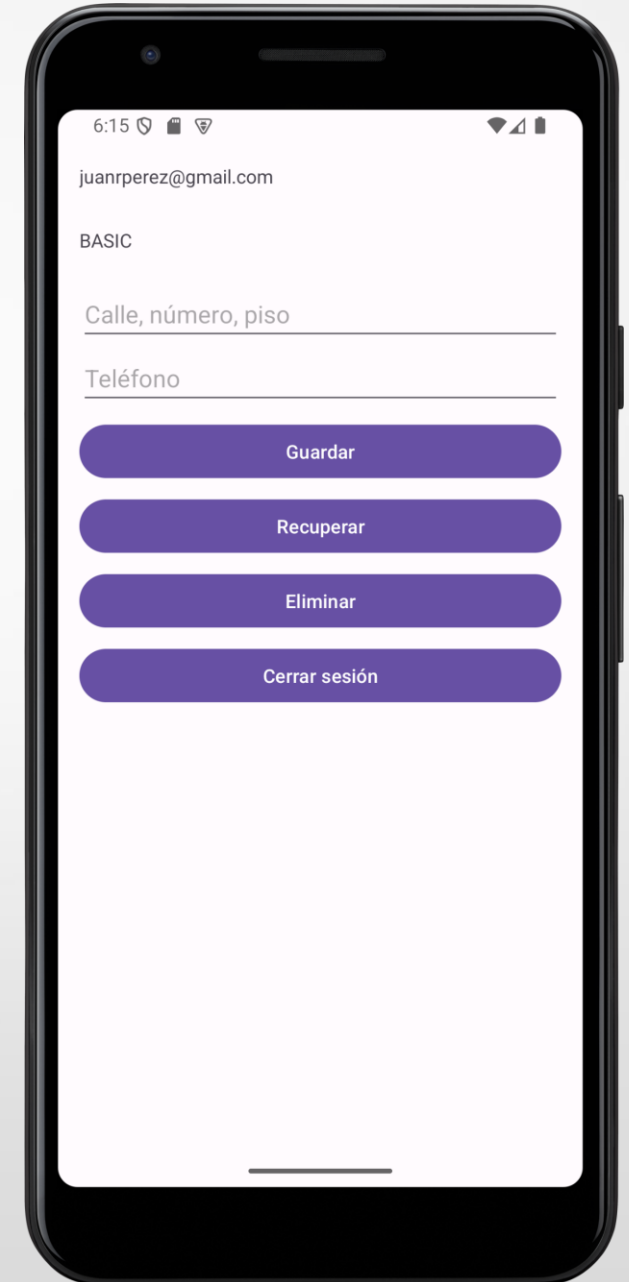 6:15
juanrperez@gmail.com
BASIC
Calle, número, piso
Teléfono
Guardar
Recuperar
Eliminar
Cerrar sesión